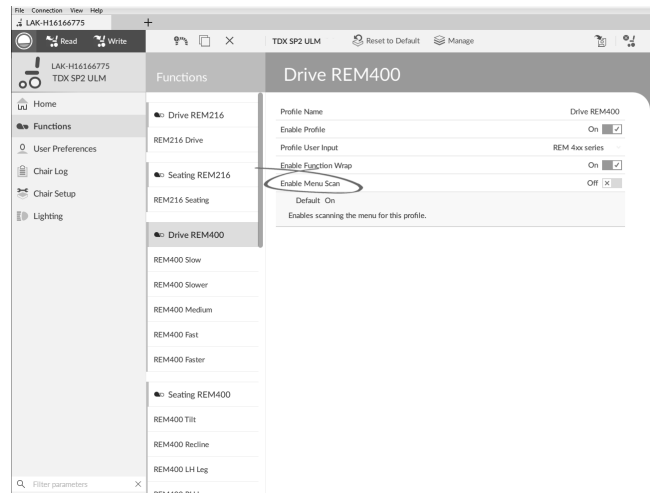 File Connection View Help
LAK-H16166775 +
Read Write TDX SP2 ULM Reset to Default Manage
LAK-H16166775
TDX SP2 ULM
Functions
Drive REM400
Home
Functions
User Preferences
Chair Log
Chair Setup
Lighting
Drive REM216
REM216 Drive
Seating REM216
REM216 Seating
Drive REM400
REM400 Slow
REM400 Slower
REM400 Medium
REM400 Fast
REM400 Faster
Seating REM400
REM400 Tilt
REM400 Recline
REM400 LH Leg
Profile Name Drive REM400
Enable Profile On
Profile User Input REM 4xx series
Enable Function Wrap On
Enable Menu Scan Off
Default On
Enables scanning the menu for this profile.
Filter parameters